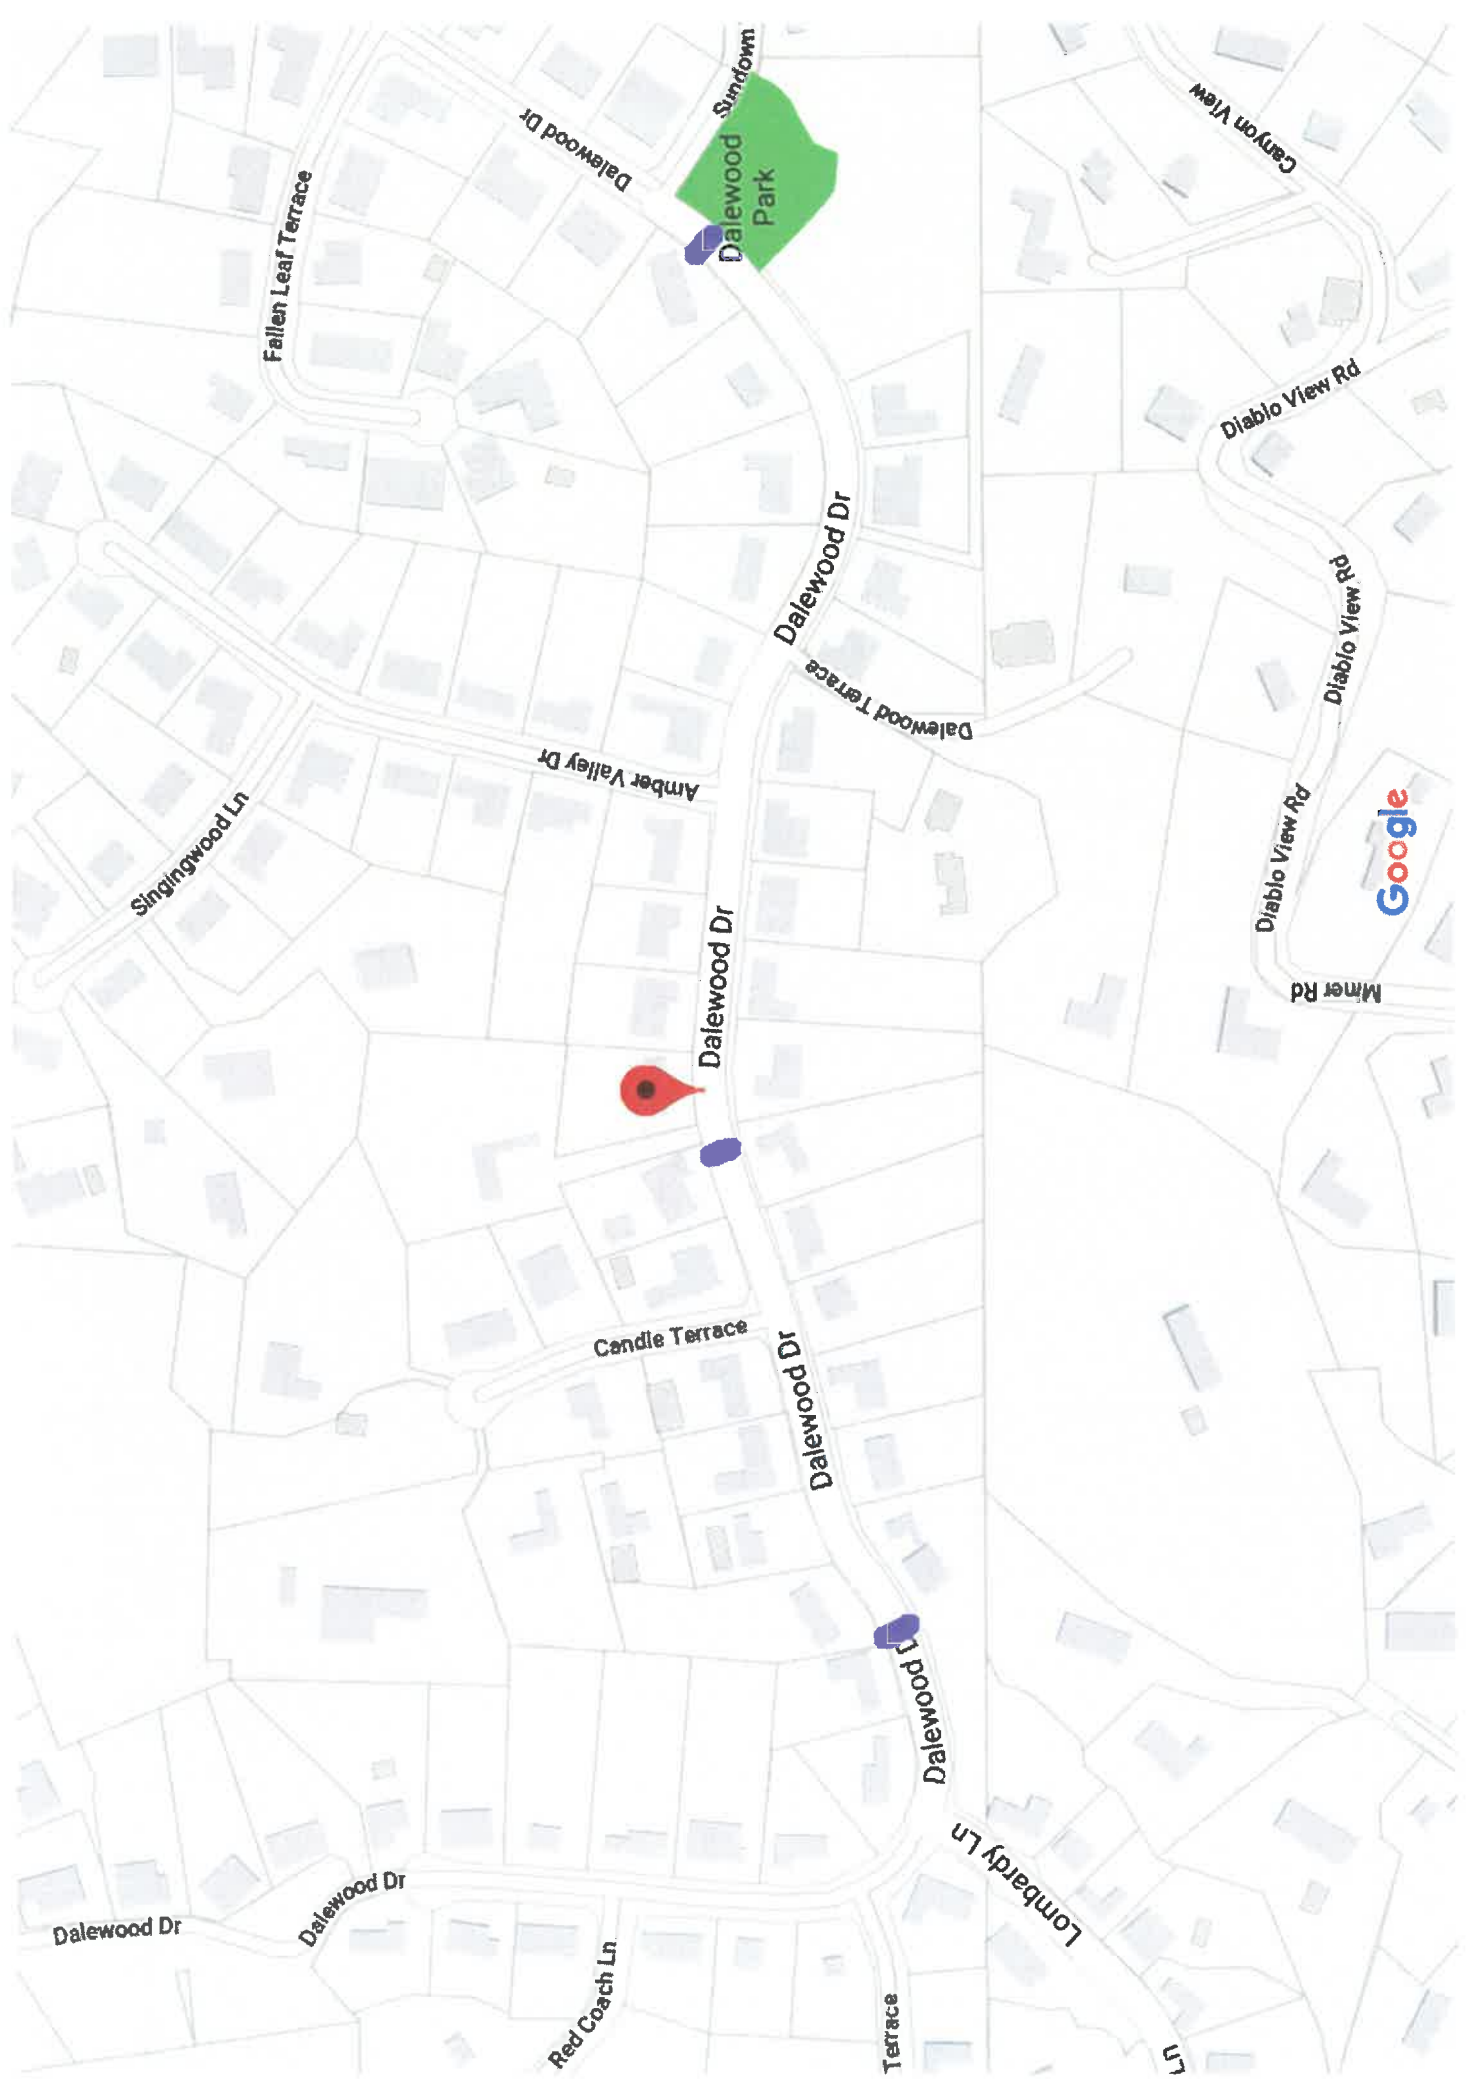 Sundown
Dalewood Dr
Canyon View
Dalewood
Park
Fallen Leaf Terrace
Diablo View Rd
Dalewood Dr
Diablo View Rd
Dalewood Terrace
Amber Valley Dr
Singingwood Ln
Diablo View Rd
Google
Dalewood Dr
Miner Rd
Candle Terrace
Dalewood Dr
Dalewood D
Lombardy Ln
Dalewood Dr
Dalewood Dr
Red Coach Ln
Terrace
Ln